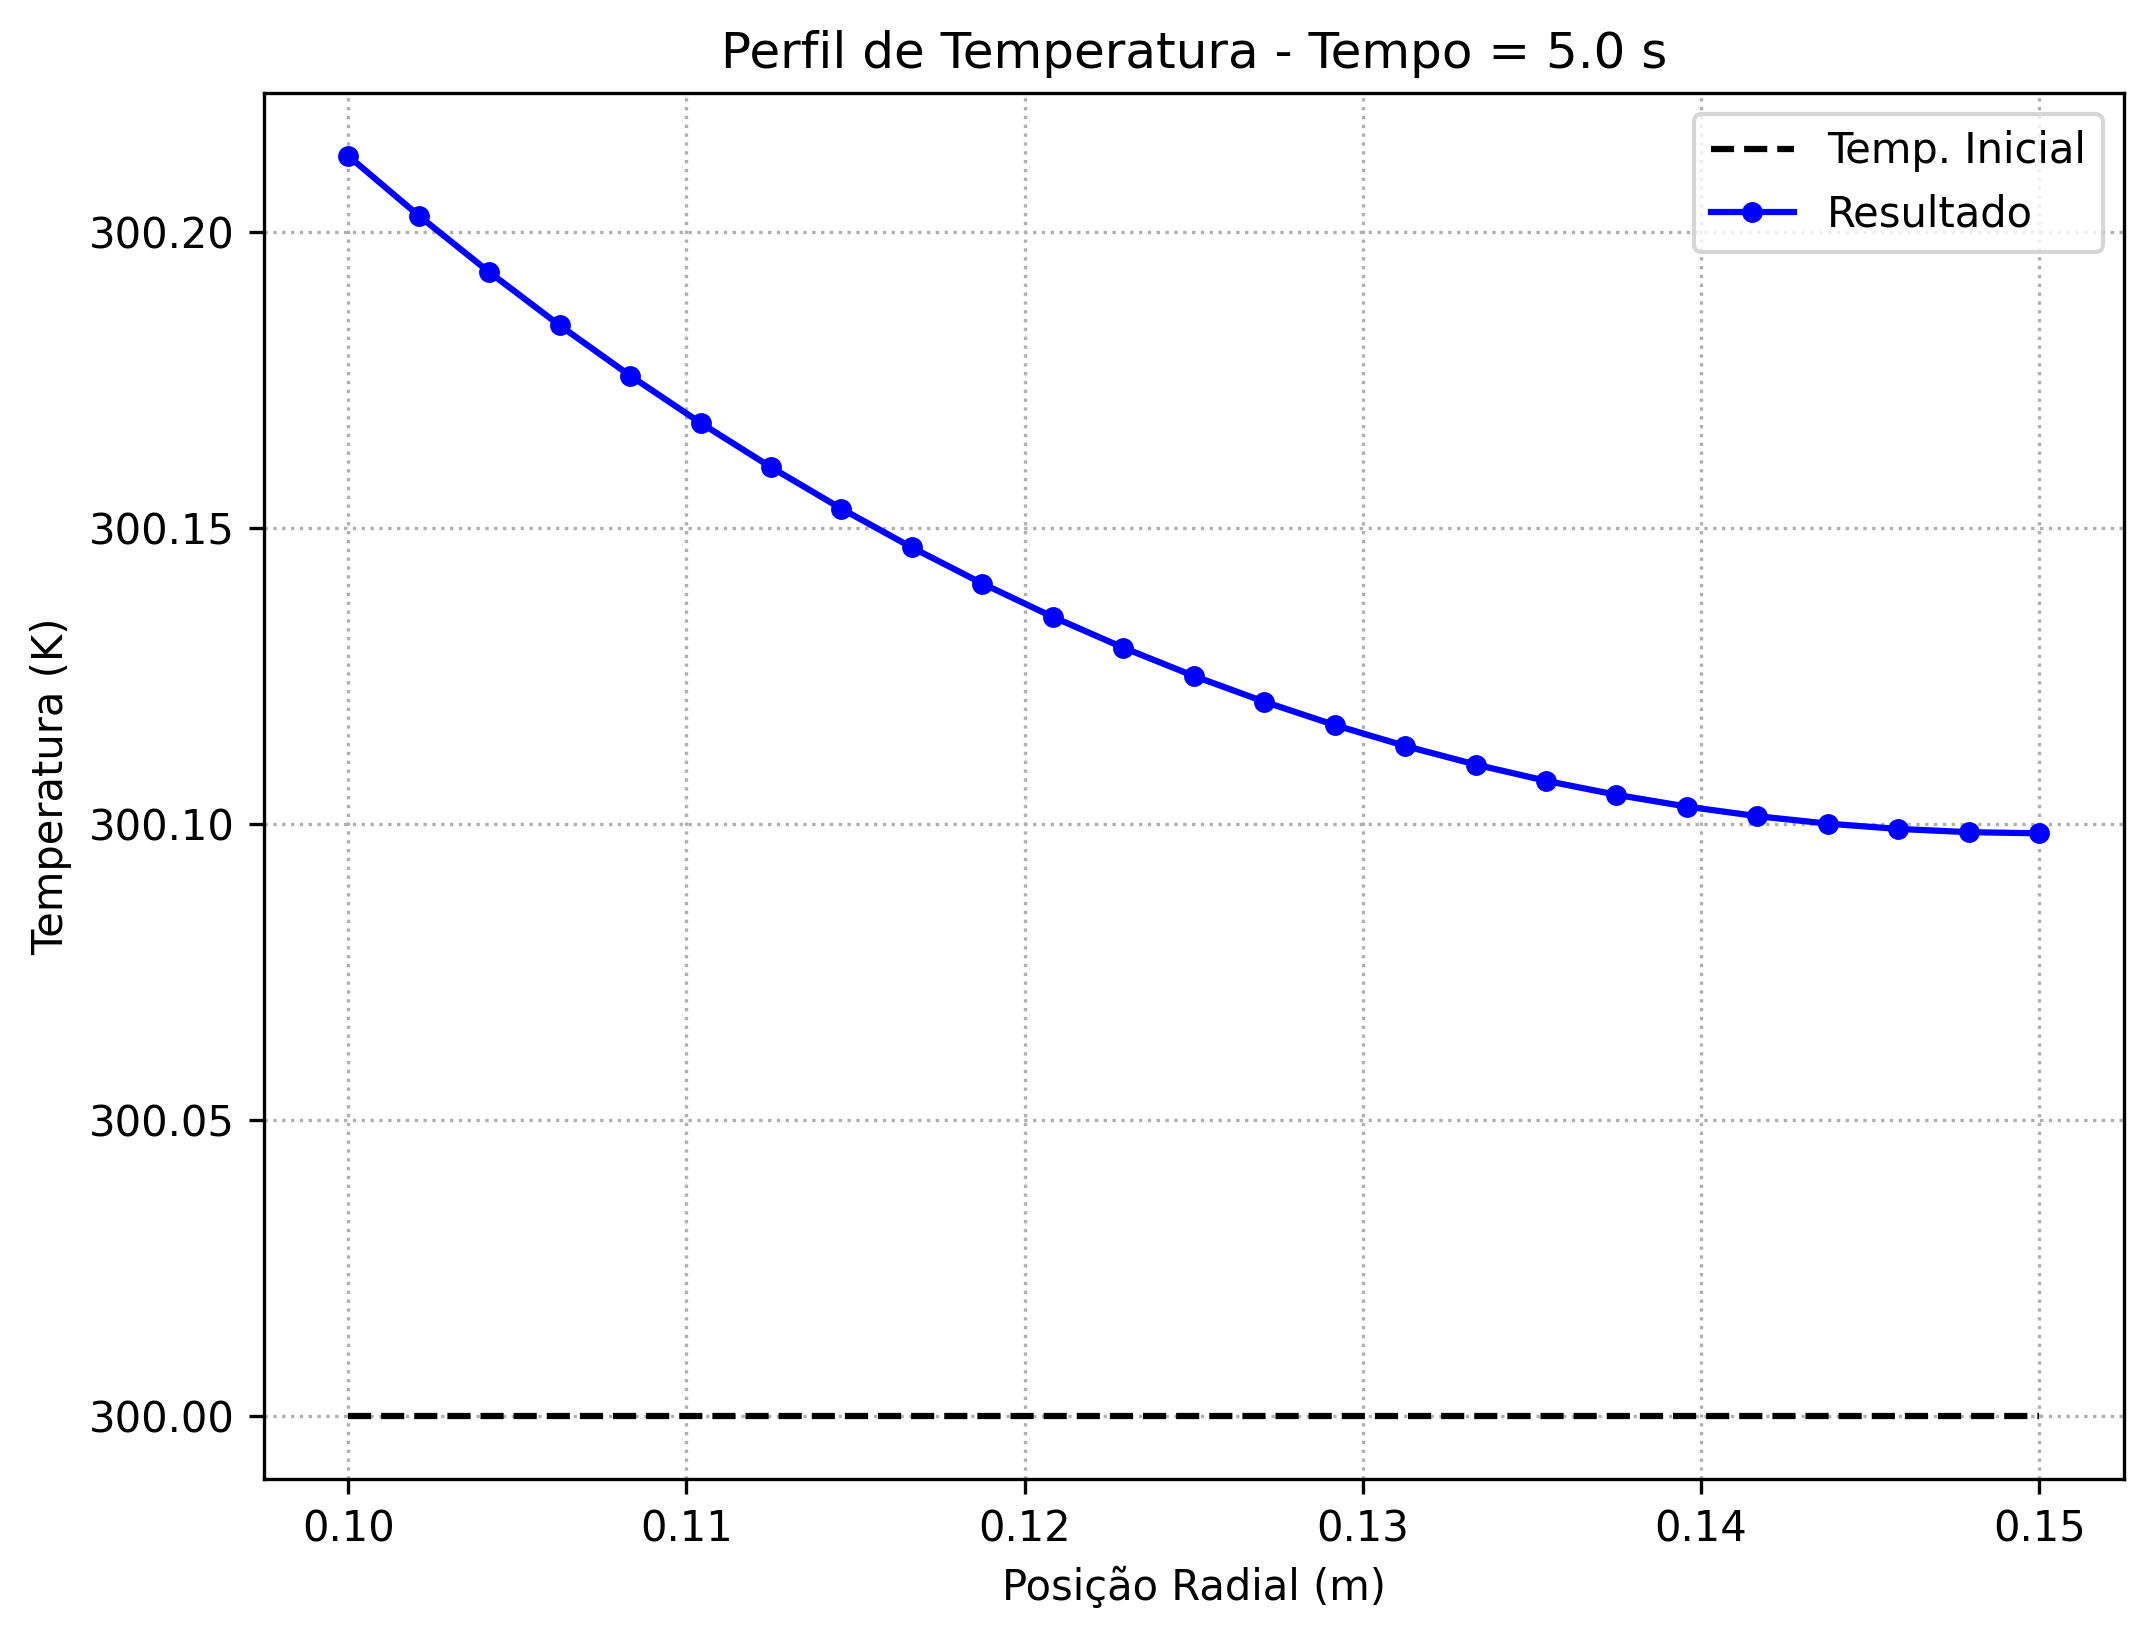 Perfil de Temperatura - Tempo = 5.0 s
Temp. Inicial
Resultado
Temperatura (K)
300.20
300.15
300.10
300.05
300.00
0.10 0.11 0.12 0.13 0.14 0.15
Posição Radial (m)